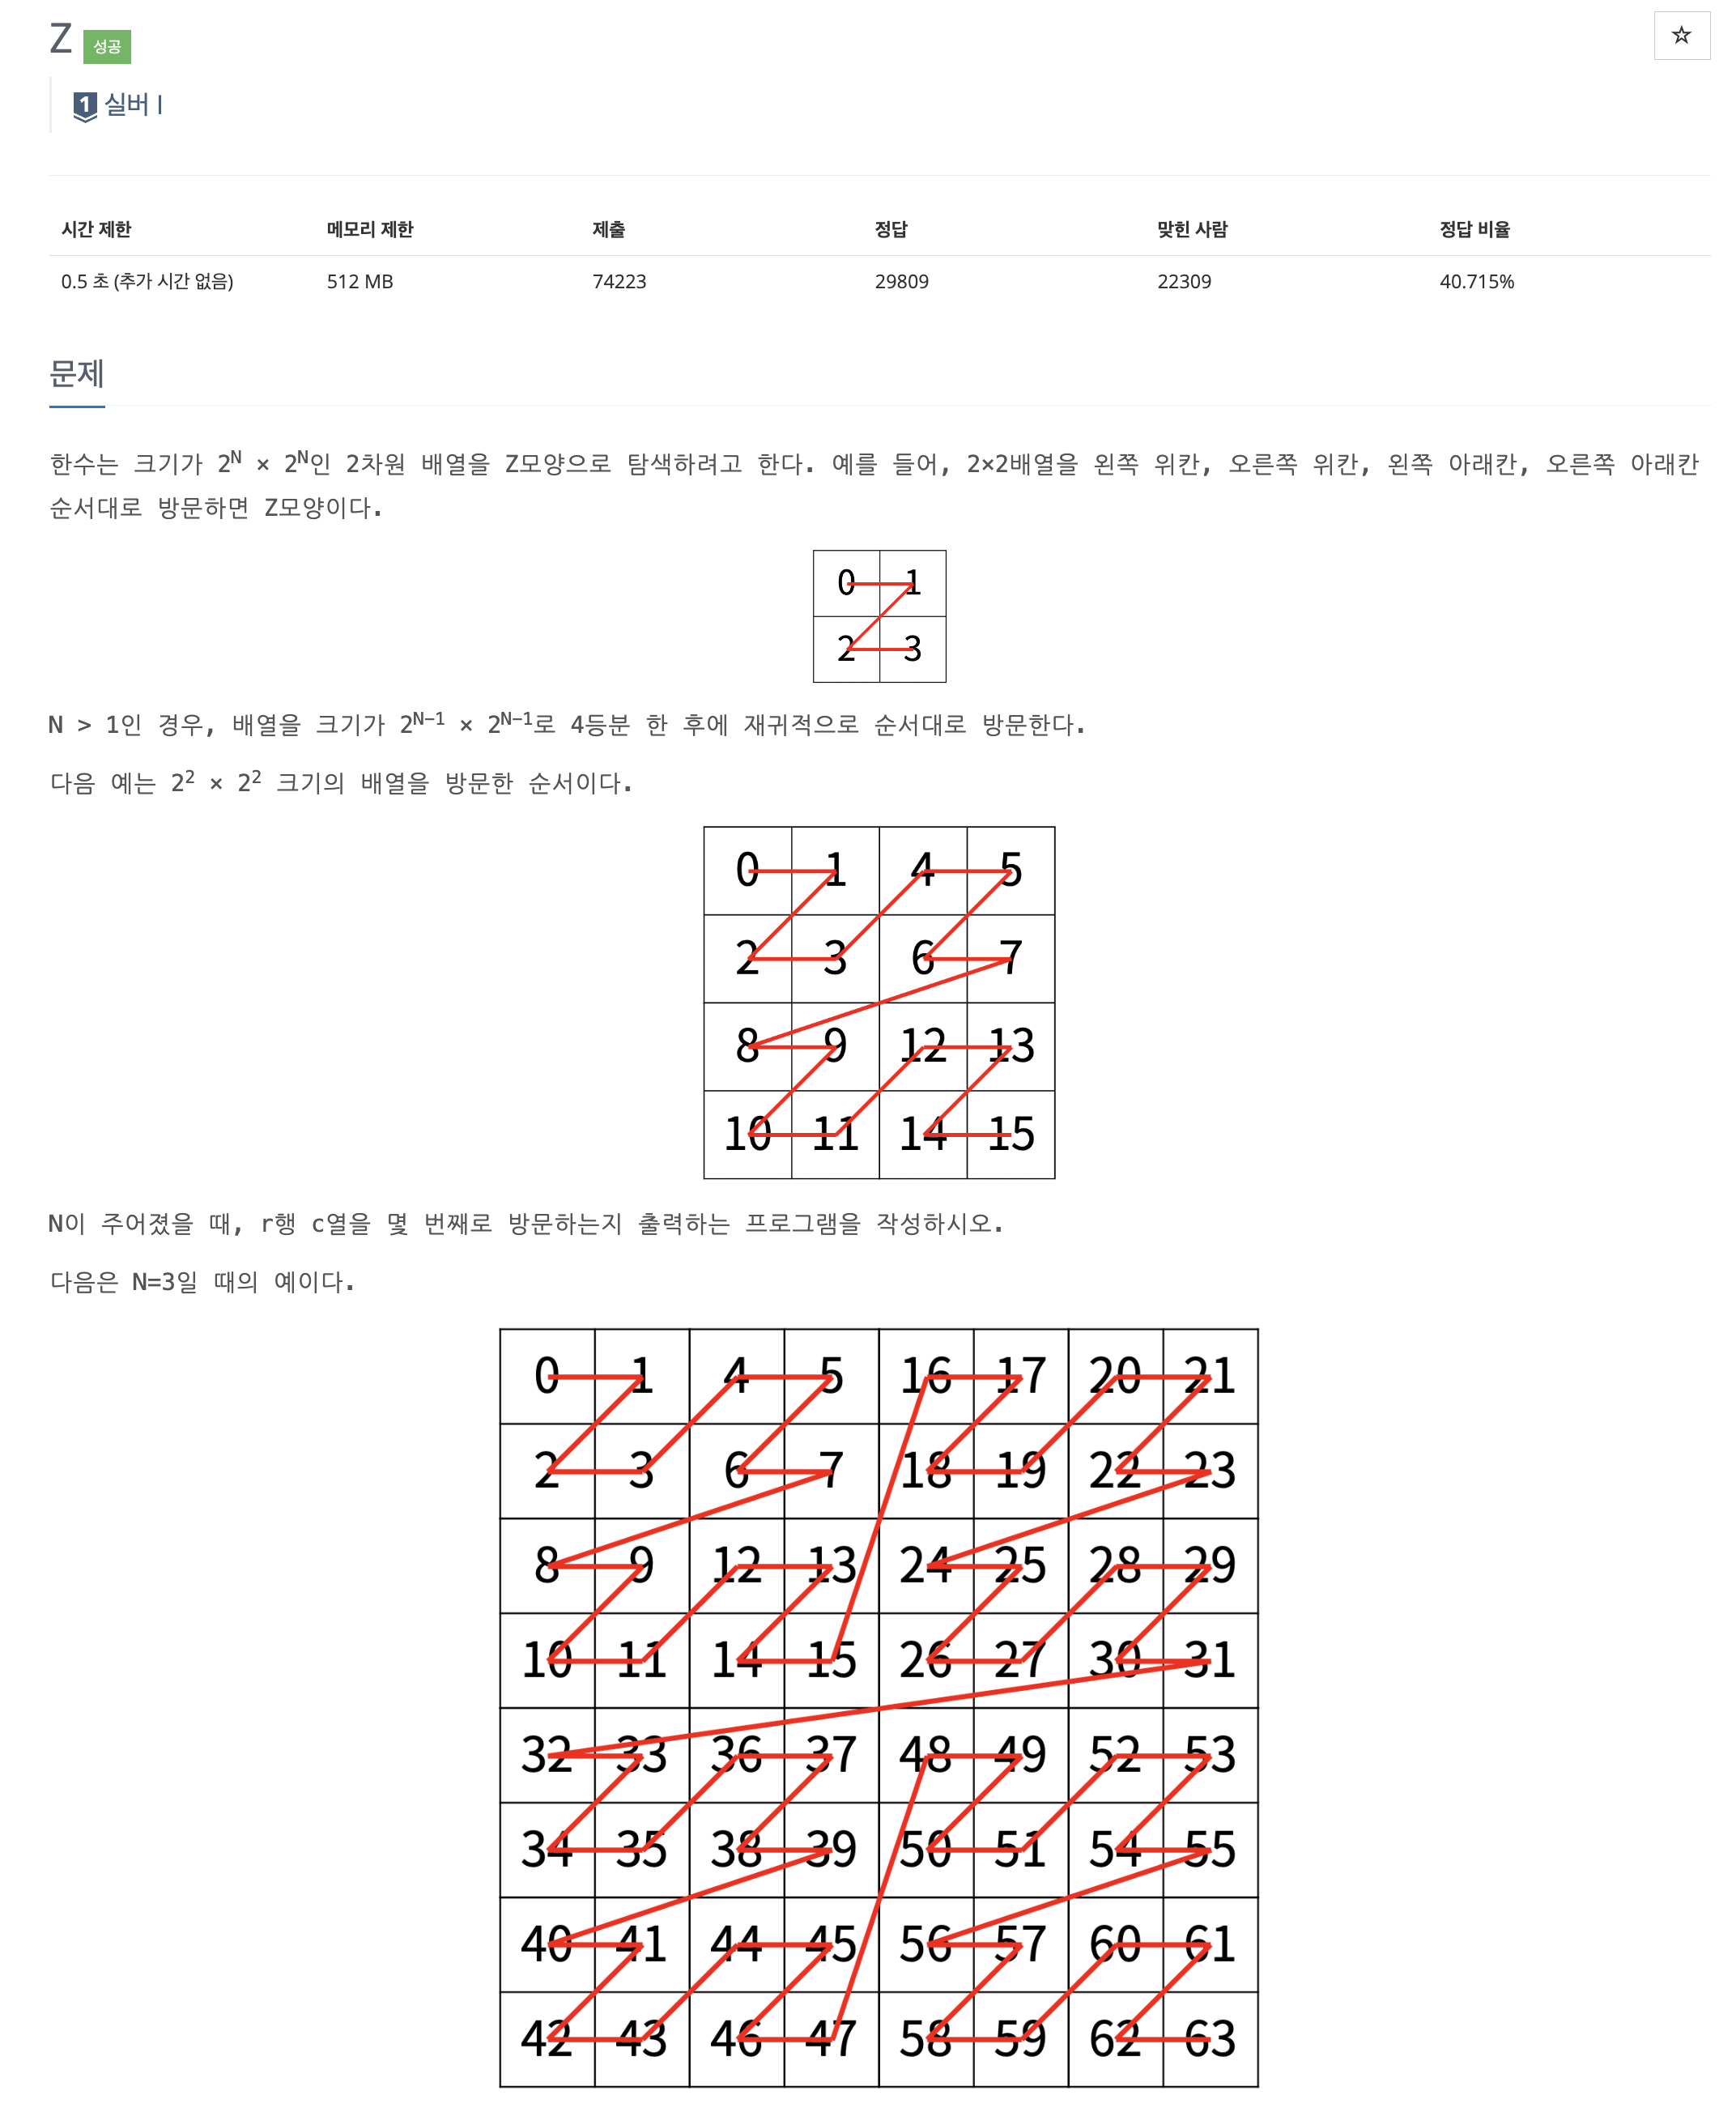 Z 성공
1 실버 I
시간 제한 메모리 제한 제출 정답 맞힌 사람 정답 비율
0.5 초 (추가 시간 없음) 512 MB 74223 29809 22309 40.715%
문제
한수는 크기가 2^N × 2^N인 2차원 배열을 Z모양으로 탐색하려고 한다. 예를 들어, 2×2배열을 왼쪽 위칸, 오른쪽 위칸, 왼쪽 아래칸, 오른쪽 아래칸
순서대로 방문하면 Z모양이다.
0 1
2 3
N > 1인 경우, 배열을 크기가 2^N-1 × 2^N-1로 4등분 한 후에 재귀적으로 순서대로 방문한다.
다음 예는 2^2 × 2^2 크기의 배열을 방문한 순서이다.
0 1 4 5
2 3 6 7
8 9 12 13
10 11 14 15
N이 주어졌을 때, r행 c열을 몇 번째로 방문하는지 출력하는 프로그램을 작성하시오.
다음은 N=3일 때의 예이다.
0 1 4 5 16 17 20 21
2 3 6 7 18 19 22 23
8 9 12 13 24 25 28 29
10 11 14 15 26 27 30 31
32 33 36 37 48 49 52 53
34 35 38 39 50 51 54 55
40 41 44 45 56 57 60 61
42 43 46 47 58 59 62 63